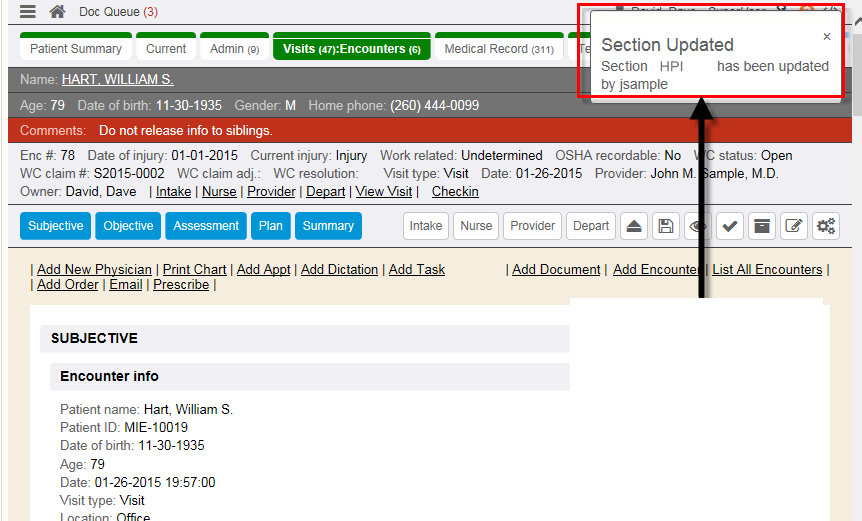 Doc Queue (3)
Section Updated ×
Section HPI has been updated
by jsample
Patient Summary Current Admin (9) Visits (47):Encounters (6) Medical Record (311)
Name: HART, WILLIAM S.
Age: 79 Date of birth: 11-30-1935 Gender: M Home phone: (260) 444-0099
Comments: Do not release info to siblings.
Enc #: 78 Date of injury: 01-01-2015 Current injury: Injury Work related: Undetermined OSHA recordable: No WC status: Open
WC claim #: S2015-0002 WC claim adj.: WC resolution: Visit type: Visit Date: 01-26-2015 Provider: John M. Sample, M.D.
Owner: David, Dave | Intake | Nurse | Provider | Depart | View Visit | Checkin
Subjective Objective Assessment Plan Summary Intake Nurse Provider Depart
| Add New Physician | Print Chart | Add Appt | Add Dictation | Add Task | Add Document | Add Encounter | List All Encounters |
| Add Order | Email | Prescribe |
SUBJECTIVE
Encounter info
Patient name: Hart, William S.
Patient ID: MIE-10019
Date of birth: 11-30-1935
Age: 79
Date: 01-26-2015 19:57:00
Visit type: Visit
Location: Office